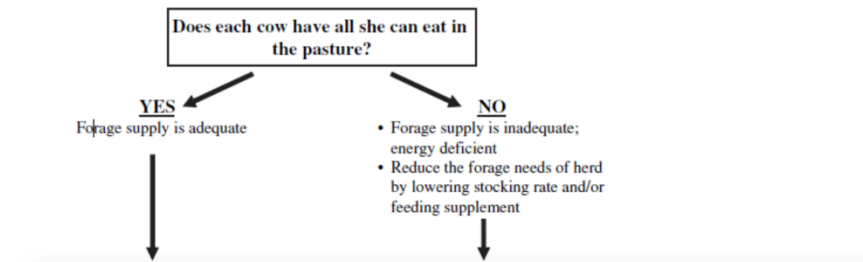 Does each cow have all she can eat in
the pasture?
YES
Forage supply is adequate
NO
• Forage supply is inadequate;
energy deficient
• Reduce the forage needs of herd
by lowering stocking rate and/or
feeding supplement